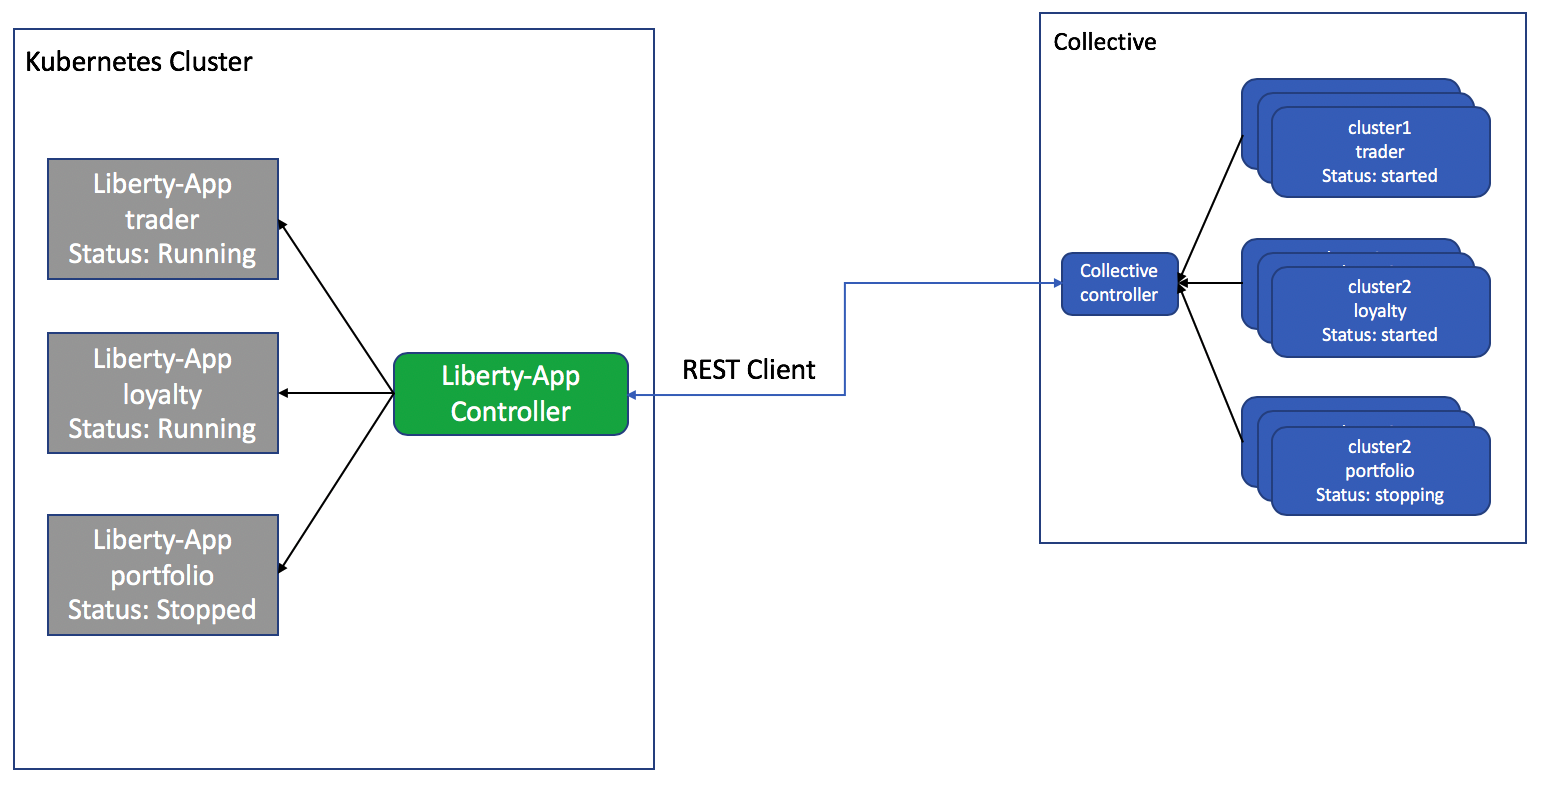 Kubernetes Cluster
Liberty-App
trader
Status: Running
Liberty-App
loyalty
Status: Running
Liberty-App
portfolio
Status: Stopped
Liberty-App
Controller
REST Client
Collective
Collective
controller
cluster1
trader
Status: started
cluster2
loyalty
Status: started
cluster2
portfolio
Status: stopping